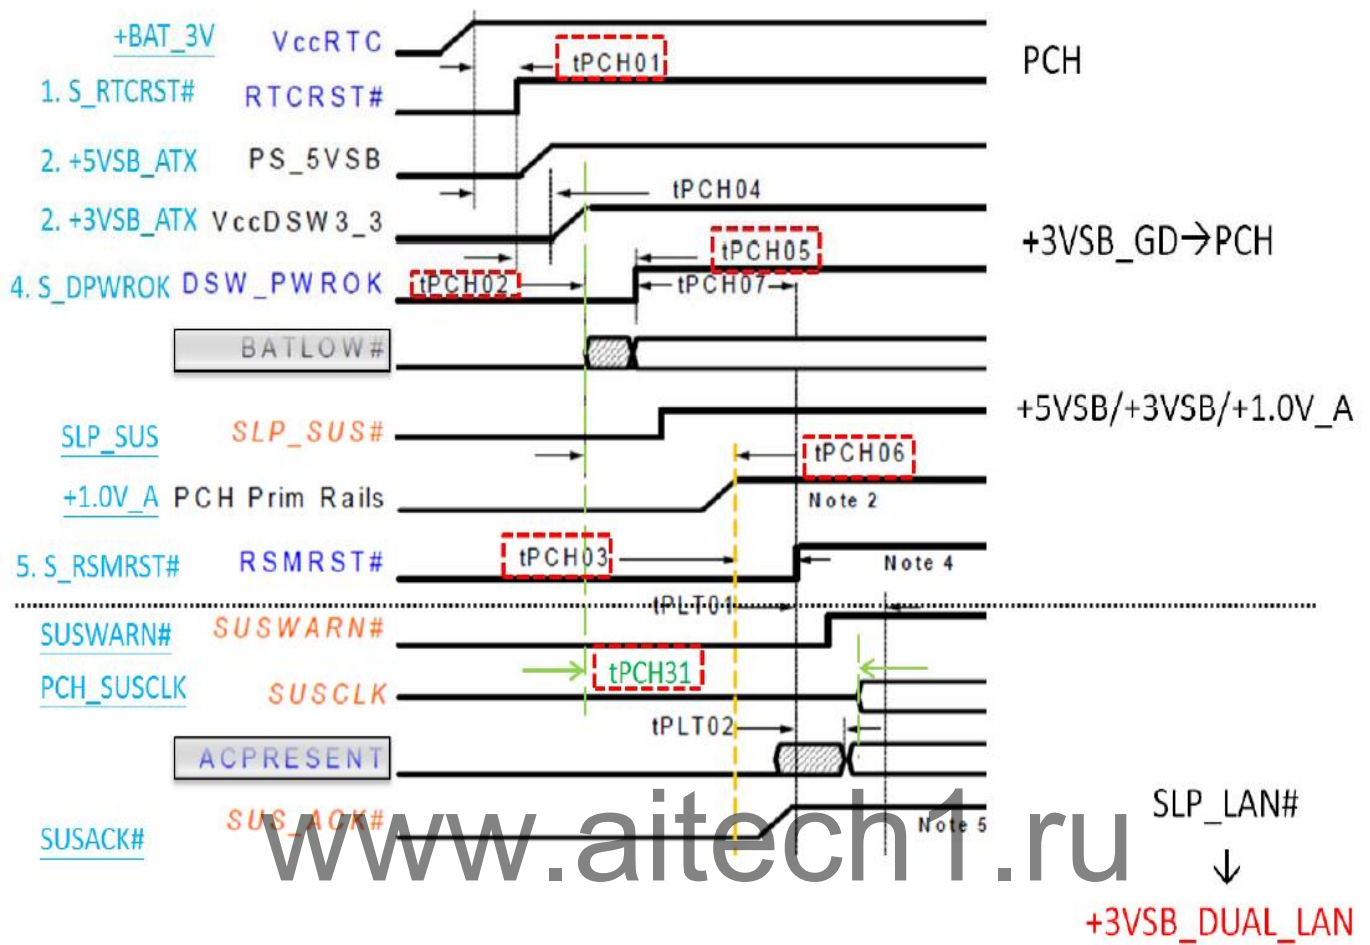 +BAT_3V VccRTC tPCH01 PCH
1. S_RTCRST# RTCRST#
2. +5VSB_ATX PS_5VSB
tPCH04
2. +3VSB_ATX VccDSW3_3
+3VSB_GD→PCH
tPCH05
4. S_DPWROK DSW_PWROK tPCH02 tPCH07
BATLOW#
+5VSB/+3VSB/+1.0V_A
SLP_SUS SLP_SUS#
tPCH06
+1.0V_A PCH Prim Rails Note 2
5. S_RSMRST# RSMRST# tPCH03 Note 4
tPLT01
SUSWARN# SUSWARN#
tPCH31
PCH_SUSCLK SUSCLK
tPLT02
ACPRESENT
SLP_LAN#
SUSACK# SUS_ACK# Note 5
www.aitech1.ru
↓
+3VSB_DUAL_LAN